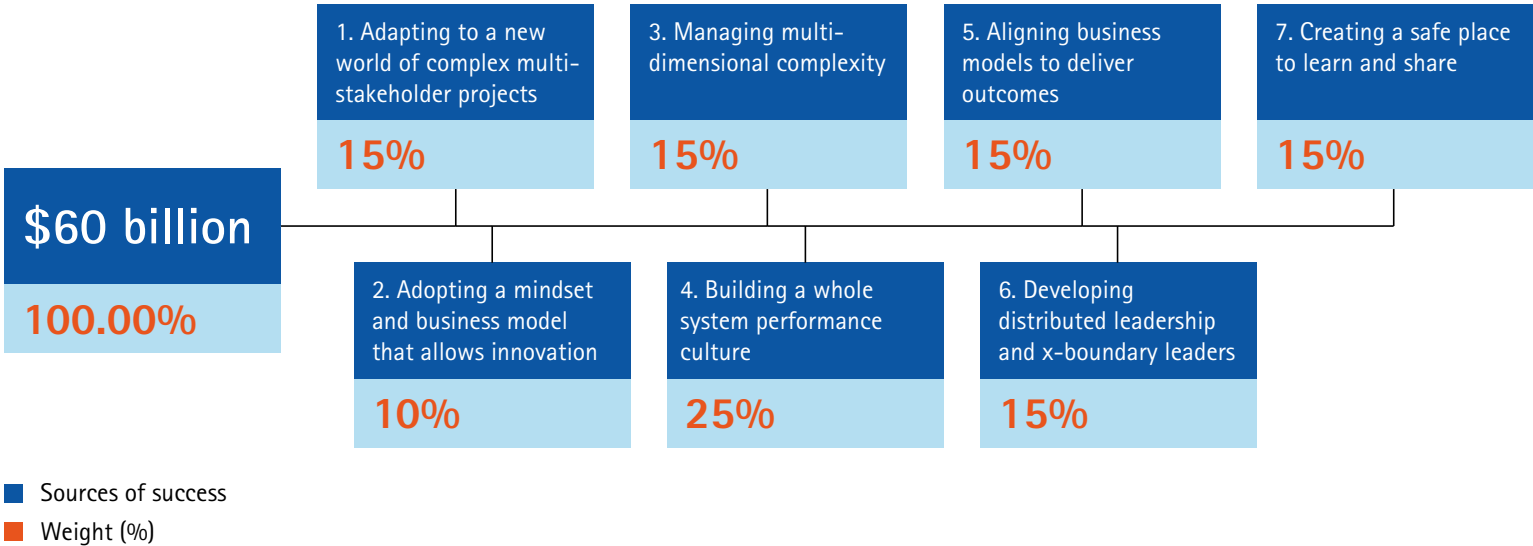 1. Adapting to a new
world of complex multi-
stakeholder projects
15%
3. Managing multi-
dimensional complexity
15%
5. Aligning business
models to deliver
outcomes
15%
7. Creating a safe place
to learn and share
15%
$60 billion
100.00%
2. Adopting a mindset
and business model
that allows innovation
10%
4. Building a whole
system performance
culture
25%
6. Developing
distributed leadership
and x-boundary leaders
15%
Sources of success
Weight (%)